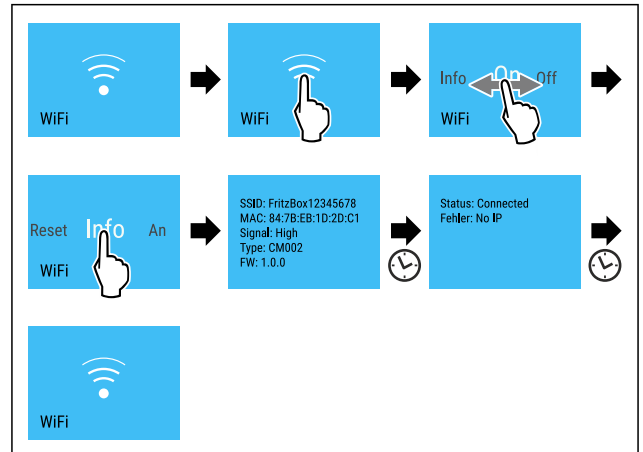 WiFi
WiFi
Info On Off
WiFi
Reset Info An
WiFi
SSID: FritzBox12345678
MAC: 84:7B:EB:1D:2D:C1
Signal: High
Type: CM002
FW: 1.0.0
Status: Connected
Fehler: No IP
WiFi